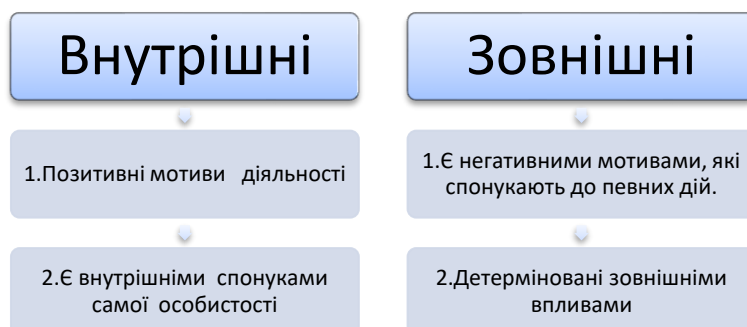 Внутрішні
1.Позитивні мотиви діяльності
2.Є внутрішніми спонуками
самої особистості
Зовнішні
1.Є негативними мотивами, які
спонукають до певних дій.
2.Детерміновані зовнішніми
впливами